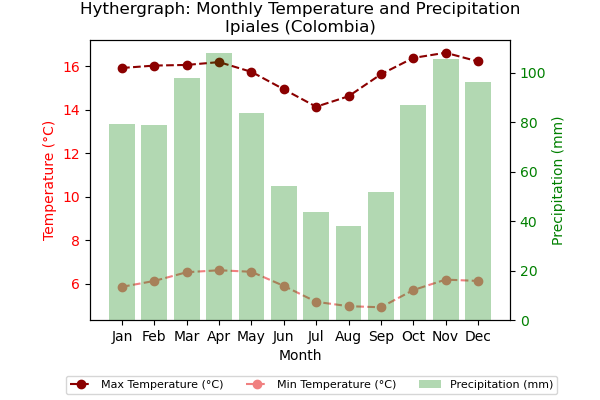 Hythergraph: Monthly Temperature and Precipitation
Ipiales (Colombia)
Temperature (°C)
16
14
12
10
8
6
Precipitation (mm)
100
80
60
40
20
0
Jan Feb Mar Apr May Jun Jul Aug Sep Oct Nov Dec
Month
Max Temperature (°C) Min Temperature (°C) Precipitation (mm)